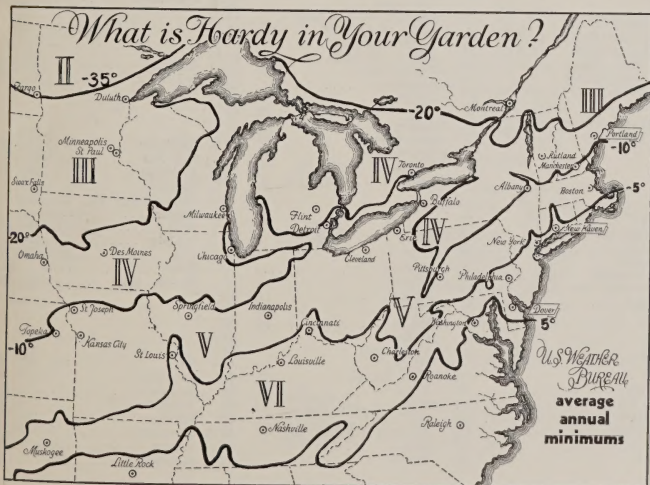 What is Hardy in Your Garden?
II
-35°
Fargo
Duluth
-20°
Montreal
III
Minneapolis
St Paul
III
Rutland
Manchester
Portland
-10°
Toronto
IV
Sioux Falls
Milwaukee
Flint
Detroit
Buffalo
Albany
Boston
-5°
-20°
Omaha
Des Moines
IV
Chicago
Cleveland
Erie
IV
New York
New Haven
Pittsburgh
Philadelphia
St Joseph
Springfield
Indianapolis
V
Dover
5°
-10°
Topeka
Kansas City
V
St Louis
Cincinnati
Louisville
Charleston
Washington
Roanoke
U.S. WEATHER
BUREAU
average
annual
minimums
VI
Muskogee
Nashville
Raleigh
Little Rock